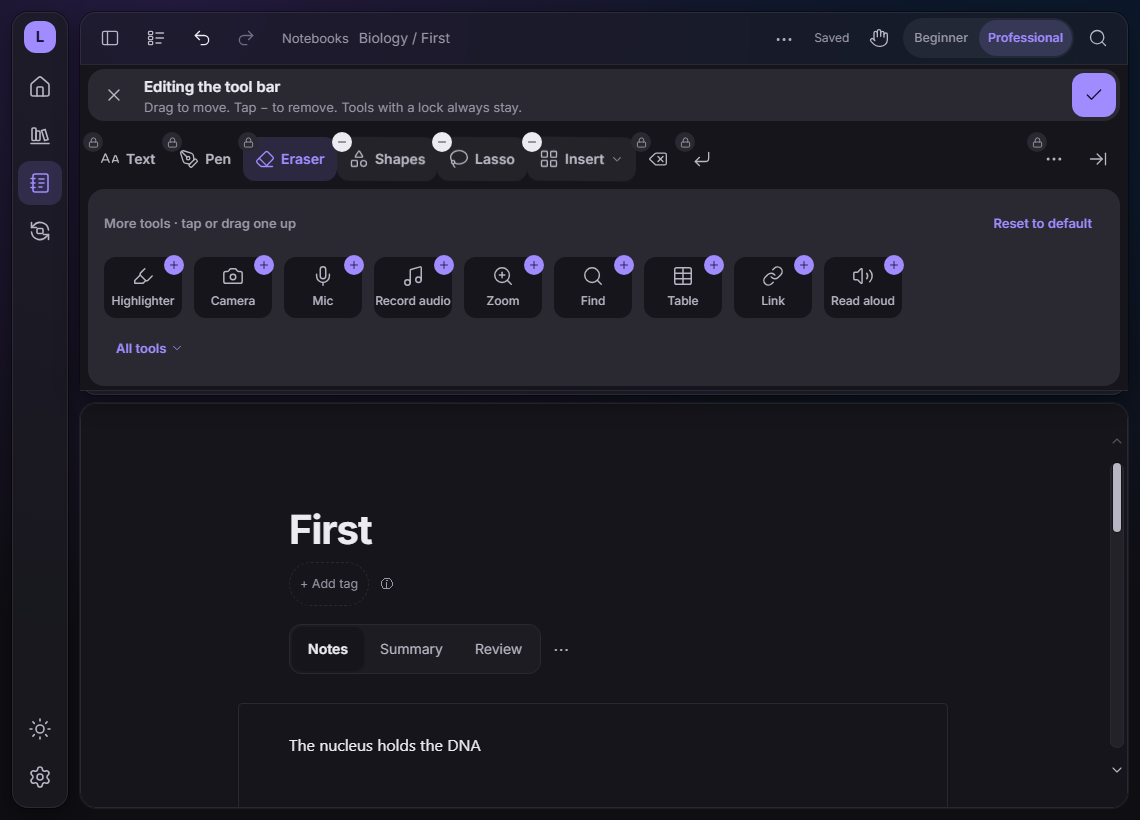 L
Notebooks Biology / First
Saved
Beginner Professional
Editing the tool bar
Drag to move. Tap – to remove. Tools with a lock always stay.
AA Text Pen Eraser Shapes Lasso Insert
More tools · tap or drag one up
Reset to default
Highlighter Camera Mic Record audio Zoom Find Table Link Read aloud
All tools
First
+ Add tag
Notes Summary Review
The nucleus holds the DNA